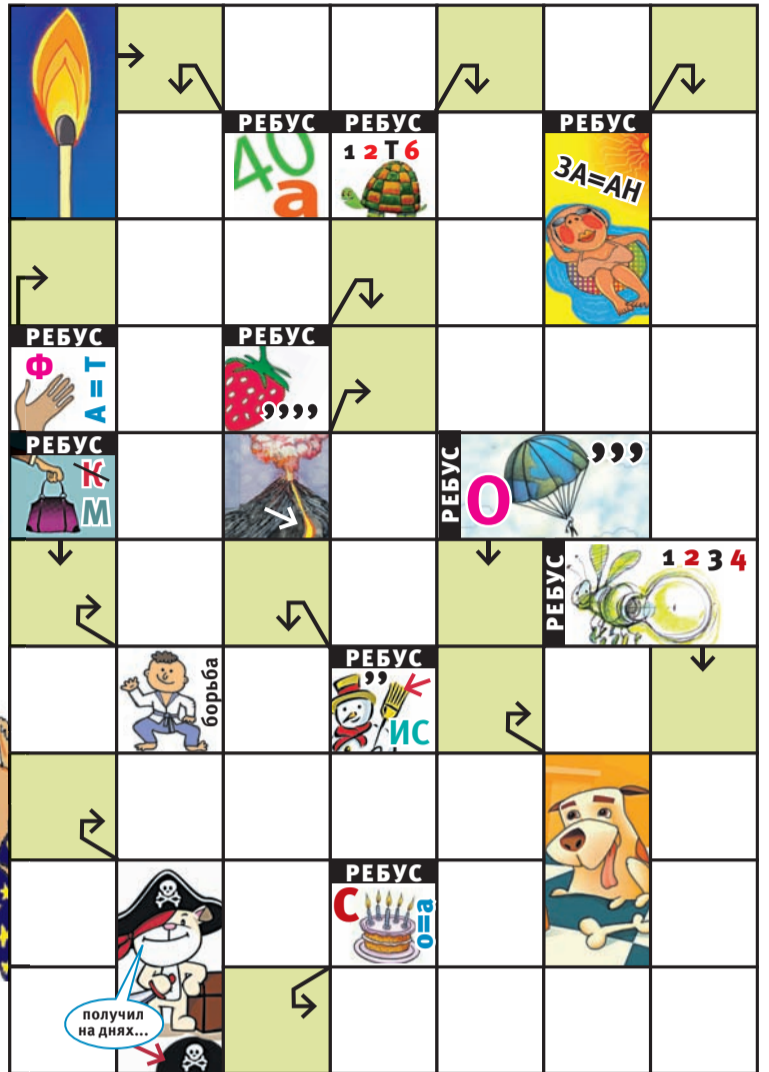 РЕБУС
40
а
РЕБУС
1 2 Т 6
РЕБУС
ЗА=АН
РЕБУС
Ф
А = Т
РЕБУС
,,,,
РЕБУС
К
М
РЕБУС
О
,,,
РЕБУС
1 2 3 4
борьба
РЕБУС
,,
ИС
РЕБУС
С
о=а
получил
на днях...